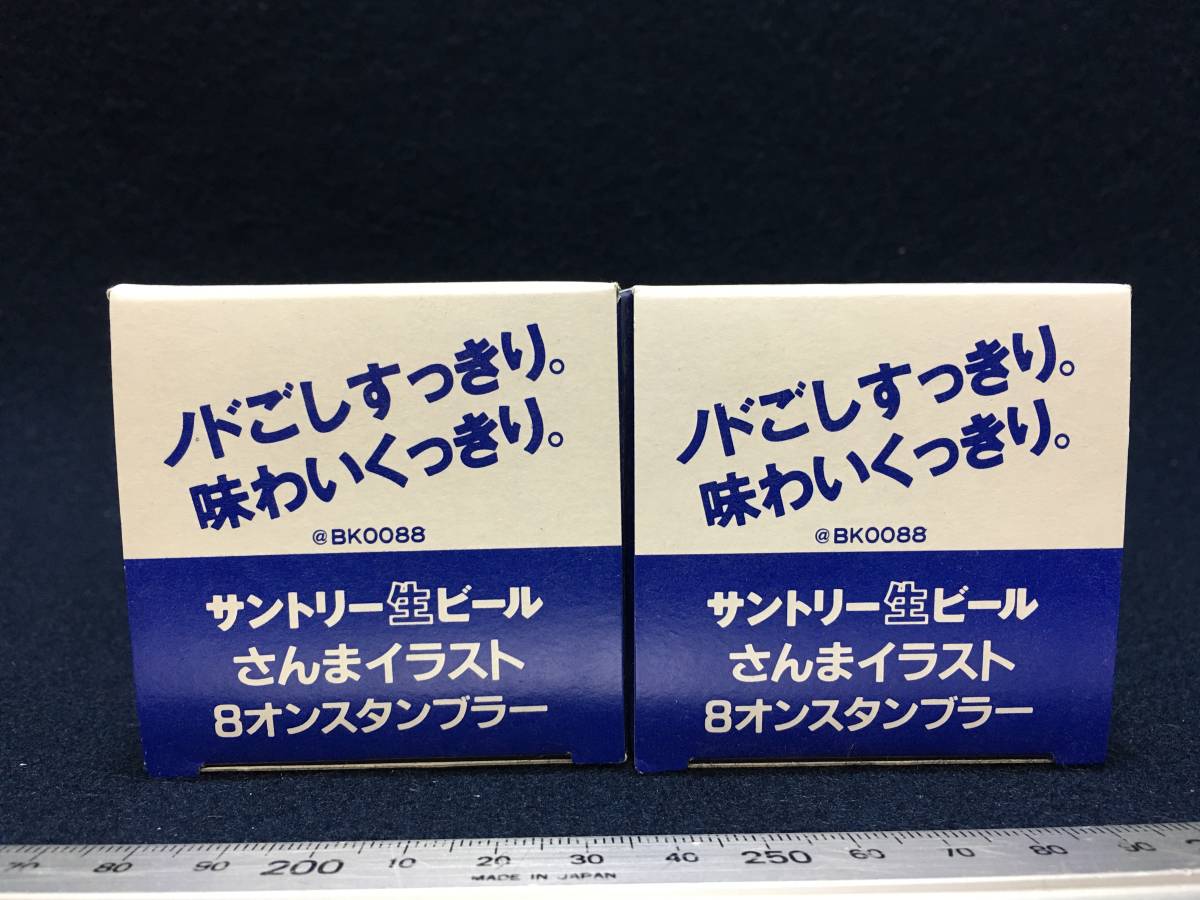 ノドごしすっきり。
味わいくっきり。
@BK0088
サントリー生ビール
さんまイラスト
8オンスタンブラー
ノドごしすっきり。
味わいくっきり。
@BK0088
サントリー生ビール
さんまイラスト
8オンスタンブラー
70 80 90 200 10 20 30 40 250 60 70 80 90
MADE IN JAPAN